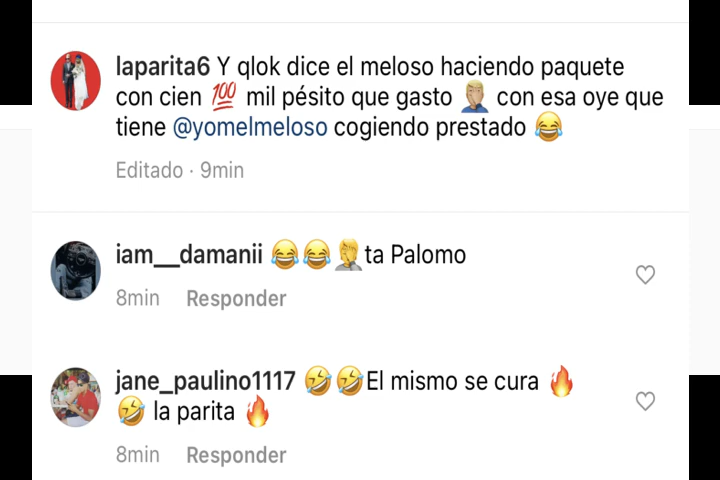 laparita6 Y qlok dice el meloso haciendo paquete
con cien 💯 mil pésito que gasto 🤦🏼‍♂️ con esa oye que
tiene @yomelmeloso cogiendo prestado 😂
Editado · 9min
iam__damanii 😂😂🤦‍♂️ta Palomo
8min Responder
jane_paulino1117 🤣🤣El mismo se cura 🔥
🤣 la parita 🔥
8min Responder